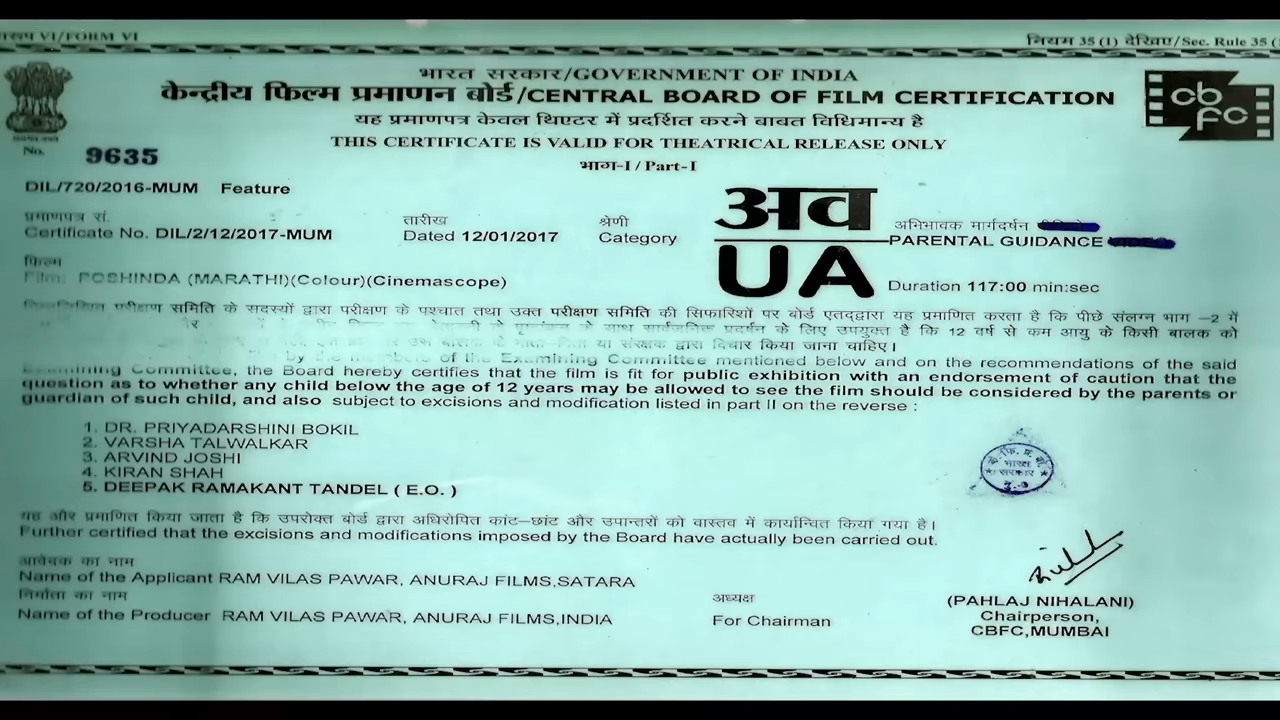 VI/FORM VI
नियम 35 (1) देखिए/Sec. Rule 35 (
भारत सरकार/GOVERNMENT OF INDIA
केन्द्रीय फिल्म प्रमाणन बोर्ड/CENTRAL BOARD OF FILM CERTIFICATION
cb fc
यह प्रमाणपत्र केवल थिएटर में प्रदर्शित करने बाबत विधिमान्य है
THIS CERTIFICATE IS VALID FOR THEATRICAL RELEASE ONLY
No. 9635
भाग-I / Part-I
DIL/720/2016-MUM Feature
प्रमाणपत्र सं.
Certificate No. DIL/2/12/2017-MUM
तारीख
Dated 12/01/2017
श्रेणी
Category
अव
UA
अभिभावक मार्गदर्शन
PARENTAL GUIDANCE
फिल्म
Film: POSHINDA (MARATHI)(Colour)(Cinemascope)
Duration 117:00 min:sec
परीक्षण समिति के सदस्यों द्वारा परीक्षण के पश्चात तथा उक्त परीक्षण समिति की सिफारिशों पर बोर्ड एतद्द्वारा यह प्रमाणित करता है कि पीछे संलग्न भाग -2 में
के साथ सार्वजनिक प्रदर्शन के लिए उपयुक्त है कि 12 वर्ष से कम आयु के किसी बालक को
या संरक्षक द्वारा विचार किया जाना चाहिए।
by the members of the Examining Committee mentioned below and on the recommendations of the said
Examining Committee, the Board hereby certifies that the film is fit for public exhibition with an endorsement of caution that the
question as to whether any child below the age of 12 years may be allowed to see the film should be considered by the parents or
guardian of such child, and also subject to excisions and modification listed in part II on the reverse :
1. DR. PRIYADARSHINI BOKIL
2. VARSHA TALWALKAR
3. ARVIND JOSHI
4. KIRAN SHAH
5. DEEPAK RAMAKANT TANDEL ( E.O. )
भारत
सरकार
यह और प्रमाणित किया जाता है कि उपरोक्त बोर्ड द्वारा अधिरोपित कांट-छांट और उपान्तरों को वास्तव में कार्यान्वित किया गया है।
Further certified that the excisions and modifications imposed by the Board have actually been carried out.
आवेदक का नाम
Name of the Applicant RAM VILAS PAWAR, ANURAJ FILMS,SATARA
निर्माता का नाम
Name of the Producer RAM VILAS PAWAR, ANURAJ FILMS,INDIA
अध्यक्ष
For Chairman
(PAHLAJ NIHALANI)
Chairperson,
CBFC,MUMBAI